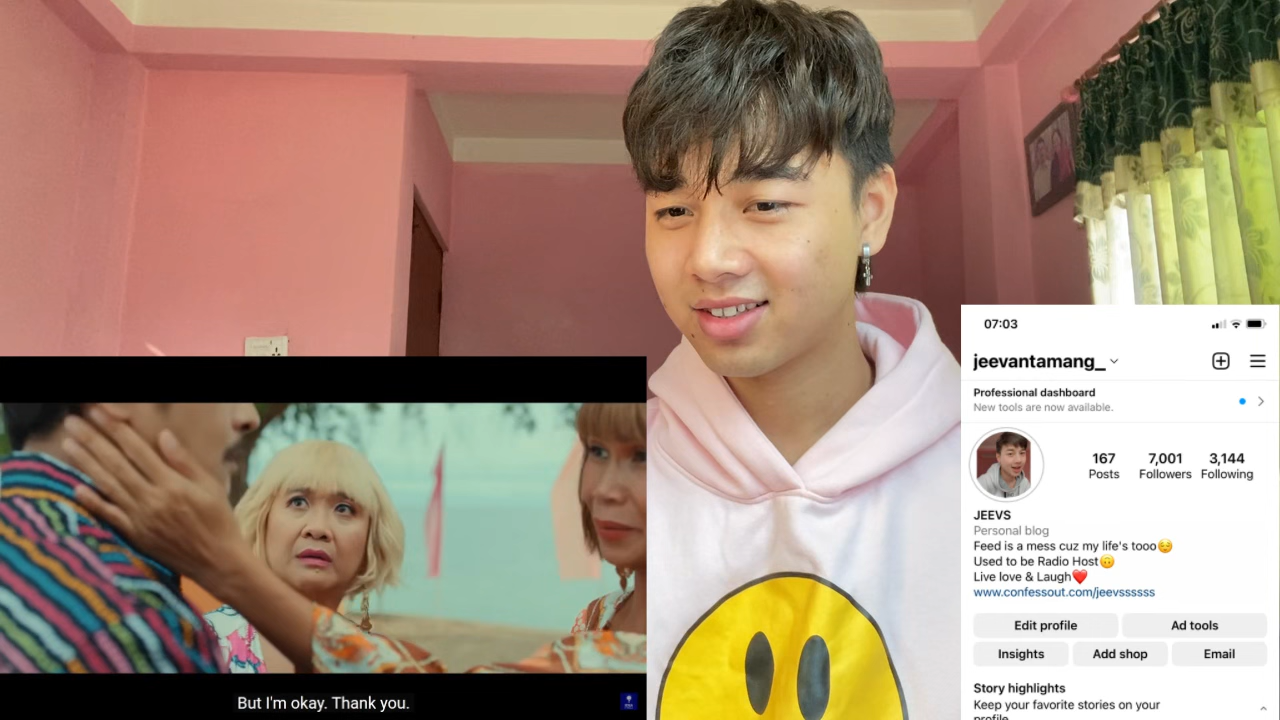 But I'm okay. Thank you.
07:03
jeevantamang_
Professional dashboard
New tools are now available.
167 7,001 3,144
Posts Followers Following
JEEVS
Personal blog
Feed is a mess cuz my life's tooo😌
Used to be Radio Host🙃
Live love & Laugh❤️
www.confessout.com/jeevssssss
Edit profile Ad tools
Insights Add shop Email
Story highlights
Keep your favorite stories on your
profile